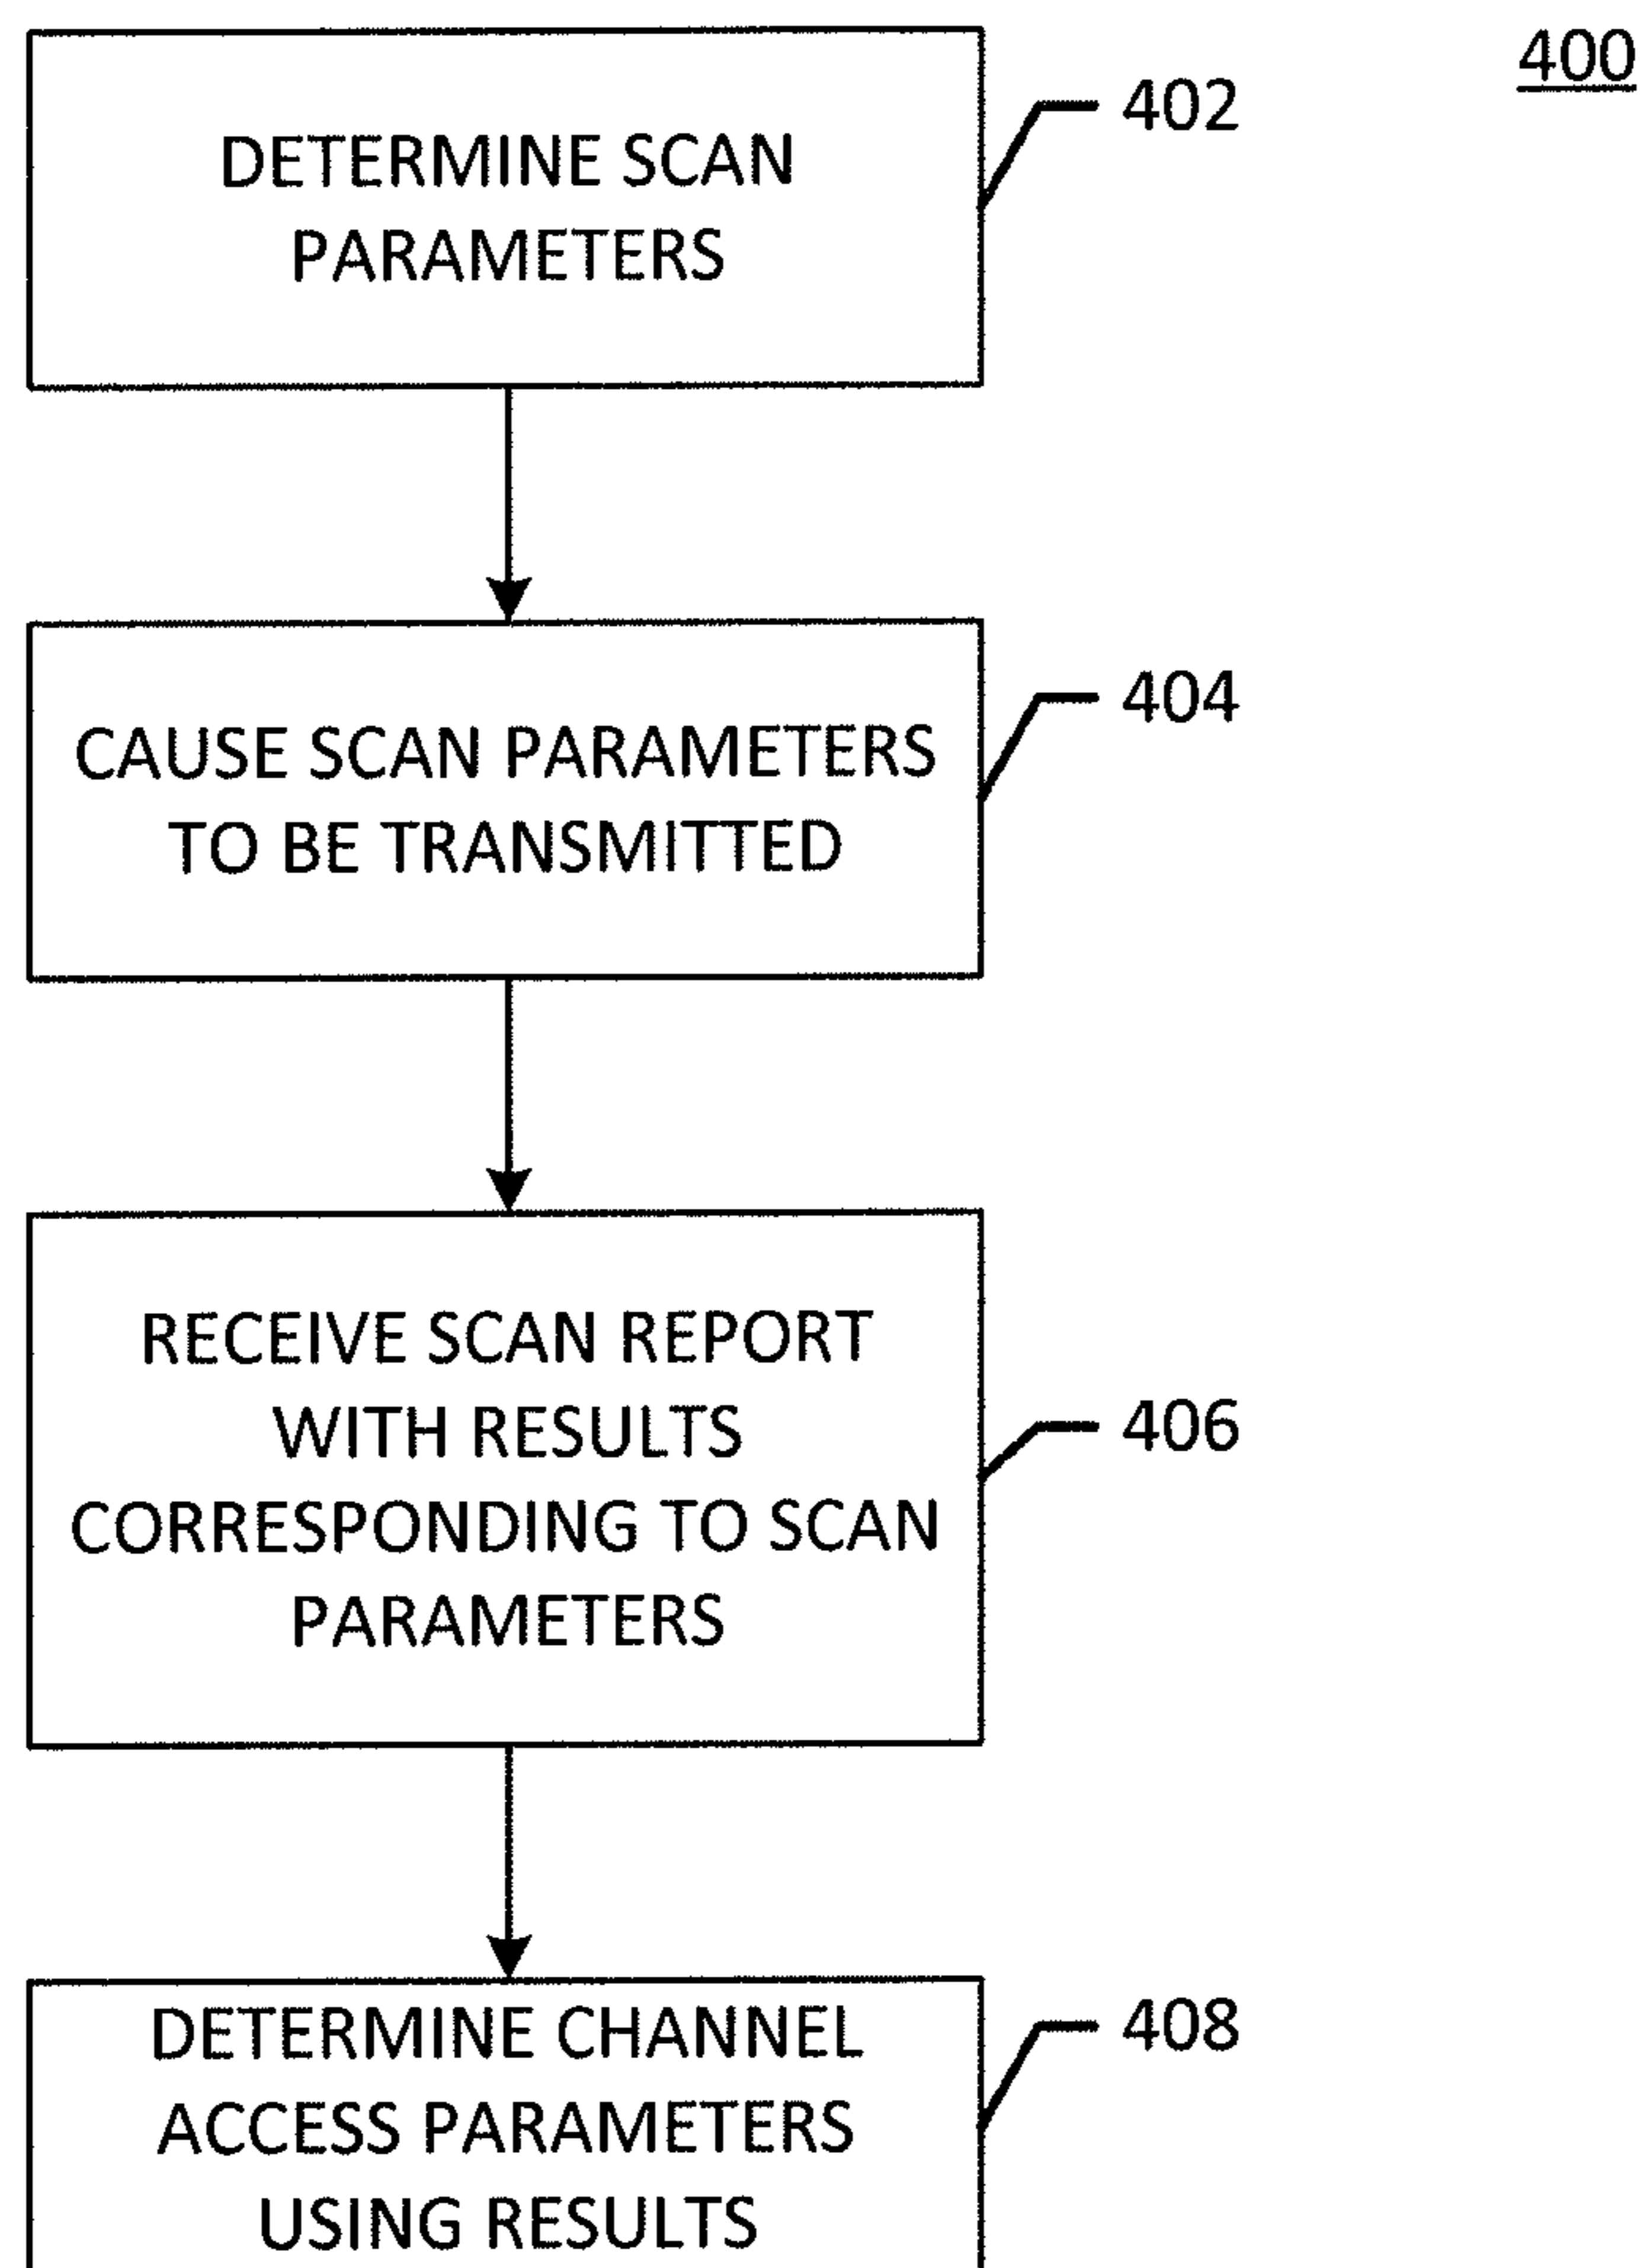 400
402
DETERMINE SCAN
PARAMETERS
404
CAUSE SCAN PARAMETERS
TO BE TRANSMITTED
RECEIVE SCAN REPORT
WITH RESULTS
406
CORRESPONDING TO SCAN
PARAMETERS
DETERMINE CHANNEL
408
ACCESS PARAMETERS
USING RESULTS